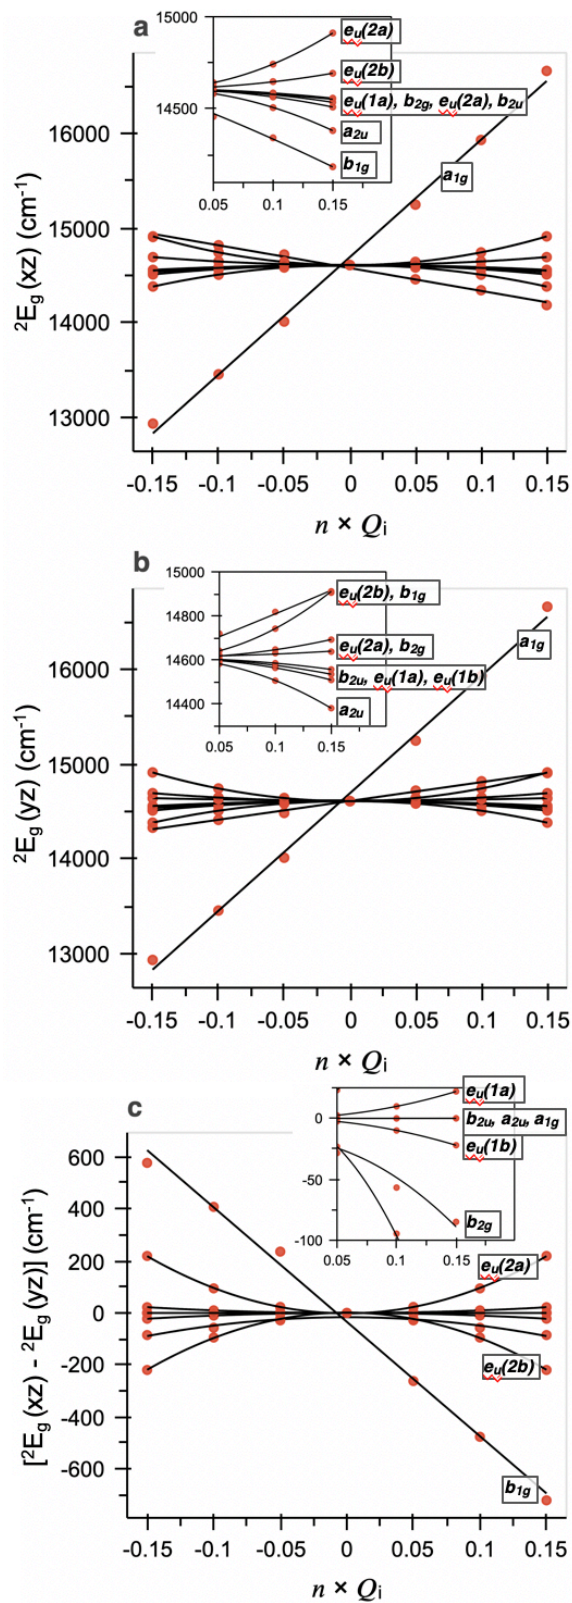 a
15000
14500
0.05
0.1
0.15
eᵤ(2a)
eᵤ(2b)
eᵤ(1a), b₂g, eᵤ(2a), b₂ᵤ
a₂ᵤ
b₁g
a₁g
²Eg (xz) (cm⁻¹)
16000
15000
14000
13000
-0.15
-0.1
-0.05
0
0.05
0.1
0.15
n × Qᵢ
b
15000
14800
14600
14400
0.05
0.1
0.15
eᵤ(2b), b₁g
eᵤ(2a), b₂g
b₂ᵤ, eᵤ(1a), eᵤ(1b)
a₂ᵤ
a₁g
²Eg (yz) (cm⁻¹)
16000
15000
14000
13000
-0.15
-0.1
-0.05
0
0.05
0.1
0.15
n × Qᵢ
c
0
-50
-100
0.05
0.1
0.15
eᵤ(1a)
b₂ᵤ, a₂ᵤ, a₁g
eᵤ(1b)
b₂g
eᵤ(2a)
eᵤ(2b)
b₁g
[²Eg (xz) - ²Eg (yz)] (cm⁻¹)
600
400
200
0
-200
-400
-600
-0.15
-0.1
-0.05
0
0.05
0.1
0.15
n × Qᵢ